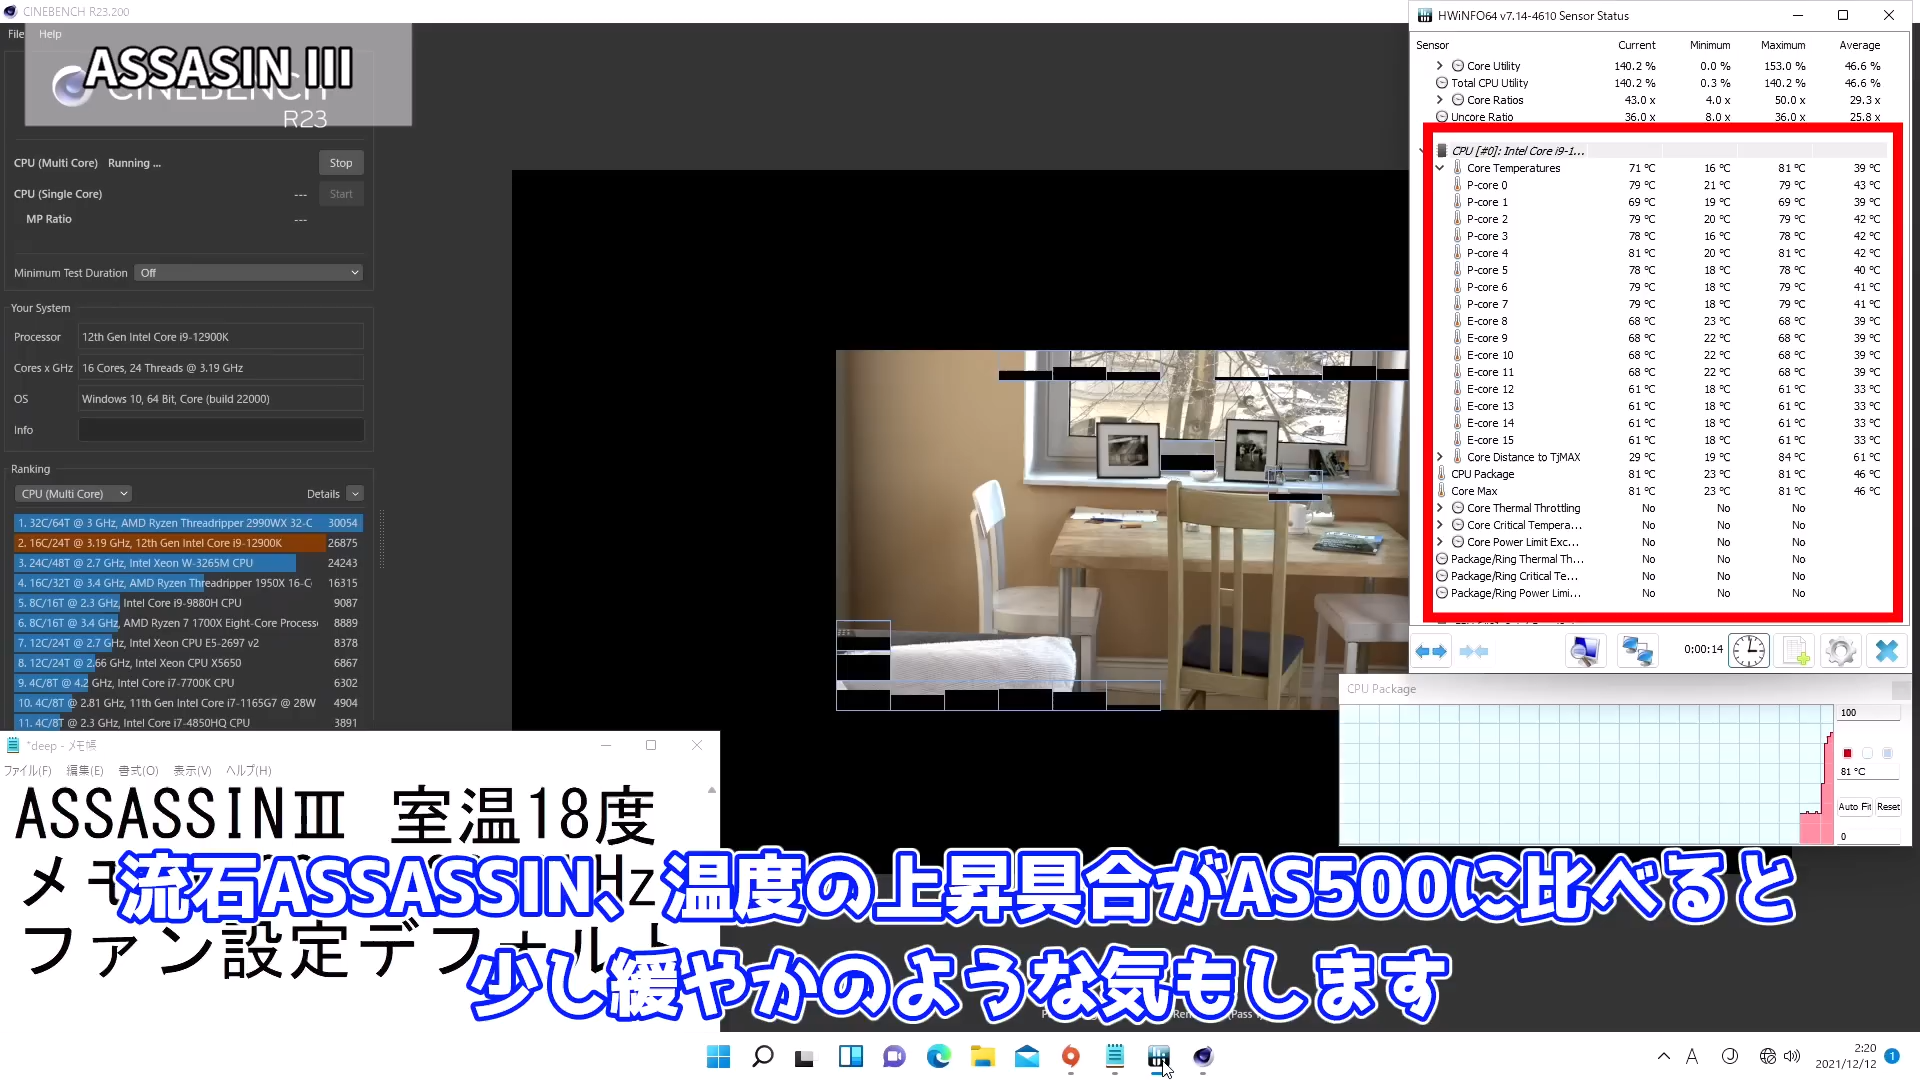 CINEBENCH R23.200
File Help
ASSASIN III
CINEBENCH
R23
CPU (Multi Core) Running ... Stop
CPU (Single Core) --- Start
MP Ratio ---
Minimum Test Duration Off
Your System
Processor 12th Gen Intel Core i9-12900K
Cores x GHz 16 Cores, 24 Threads @ 3.19 GHz
OS Windows 10, 64 Bit, Core (build 22000)
Info
Ranking
CPU (Multi Core) Details
1. 32C/64T @ 3 GHz, AMD Ryzen Threadripper 2990WX 32-C 30054
2. 16C/24T @ 3.19 GHz, 12th Gen Intel Core i9-12900K 26875
3. 24C/48T @ 2.7 GHz, Intel Xeon W-3265M CPU 24243
4. 16C/32T @ 3.4 GHz, AMD Ryzen Threadripper 1950X 16-C 16315
5. 8C/16T @ 2.3 GHz, Intel Core i9-9880H CPU 9087
6. 8C/16T @ 3.4 GHz, AMD Ryzen 7 1700X Eight-Core Process 8889
7. 12C/24T @ 2.7 GHz, Intel Xeon CPU E5-2697 v2 8378
8. 12C/24T @ 2.66 GHz, Intel Xeon CPU X5650 6867
9. 4C/8T @ 4.2 GHz, Intel Core i7-7700K CPU 6302
10. 4C/8T @ 2.81 GHz, 11th Gen Intel Core i7-1165G7 @ 28W 4904
11. 4C/8T @ 2.3 GHz, Intel Core i7-4850HQ CPU 3891
HWiNFO64 v7.14-4610 Sensor Status
Sensor Current Minimum Maximum Average
Core Utility 140.2 % 0.0 % 153.0 % 46.6 %
Total CPU Utility 140.2 % 0.3 % 140.2 % 46.6 %
Core Ratios 43.0 x 4.0 x 50.0 x 29.3 x
Uncore Ratio 36.0 x 8.0 x 36.0 x 25.8 x
CPU [#0]: Intel Core i9-1...
Core Temperatures 71 ℃ 16 ℃ 81 ℃ 39 ℃
P-core 0 79 ℃ 21 ℃ 79 ℃ 43 ℃
P-core 1 69 ℃ 19 ℃ 69 ℃ 39 ℃
P-core 2 79 ℃ 20 ℃ 79 ℃ 42 ℃
P-core 3 78 ℃ 16 ℃ 78 ℃ 42 ℃
P-core 4 81 ℃ 20 ℃ 81 ℃ 42 ℃
P-core 5 78 ℃ 18 ℃ 78 ℃ 40 ℃
P-core 6 79 ℃ 18 ℃ 79 ℃ 41 ℃
P-core 7 79 ℃ 18 ℃ 79 ℃ 41 ℃
E-core 8 68 ℃ 23 ℃ 68 ℃ 39 ℃
E-core 9 68 ℃ 22 ℃ 68 ℃ 39 ℃
E-core 10 68 ℃ 22 ℃ 68 ℃ 39 ℃
E-core 11 68 ℃ 22 ℃ 68 ℃ 39 ℃
E-core 12 61 ℃ 18 ℃ 61 ℃ 33 ℃
E-core 13 61 ℃ 18 ℃ 61 ℃ 33 ℃
E-core 14 61 ℃ 18 ℃ 61 ℃ 33 ℃
E-core 15 61 ℃ 18 ℃ 61 ℃ 33 ℃
Core Distance to TjMAX 29 ℃ 19 ℃ 84 ℃ 61 ℃
CPU Package 81 ℃ 23 ℃ 81 ℃ 46 ℃
Core Max 81 ℃ 23 ℃ 81 ℃ 46 ℃
Core Thermal Throttling No No No
Core Critical Tempera... No No No
Core Power Limit Exc... No No No
Package/Ring Thermal Th... No No No
Package/Ring Critical Te... No No No
Package/Ring Power Limi... No No No
0:00:14
CPU Package
100
81 ℃
Auto Fit Reset
0
*deep - メモ帳
ファイル(F) 編集(E) 書式(O) 表示(V) ヘルプ(H)
ASSASSINⅢ 室温18度
メモ Hz
ファン設定デフォルト
流石ASSASSIN、温度の上昇具合がAS500に比べると
少し緩やかのような気もします
A
2:20
2021/12/12
1